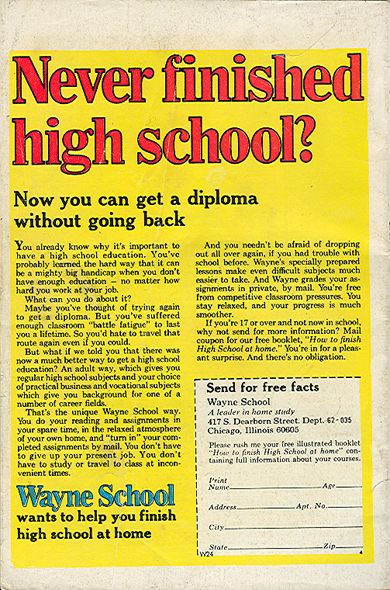 Never finished
high school?
Now you can get a diploma
without going back
You already know why it's important to
have a high school education. You've
probably learned the hard way that it can
be a mighty big handicap when you don't
have enough education — no matter how
hard you work at your job.
What can you do about it?
Maybe you've thought of trying again
to get a diploma. But you've suffered
enough classroom "battle fatigue" to last
you a lifetime. So you'd hate to travel that
route again even if you could.
But what if we told you that there was
now a much better way to get a high school
education? An adult way, which gives you
regular high school subjects and your choice
of practical business and vocational subjects
which give you background for one of a
number of career fields.
That's the unique Wayne School way.
You do your reading and assignments in
your spare time, in the relaxed atmosphere
of your own home, and "turn in" your com-
pleted assignments by mail. You don't have
to give up your present job. You don't
have to study or travel to class at incon-
venient times.
Wayne School
wants to help you finish
high school at home
And you needn't be afraid of dropping
out all over again, if you had trouble with
school before. Wayne's specially prepared
lessons make even difficult subjects much
easier to take. And Wayne grades your as-
signments in private, by mail. You're free
from competitive classroom pressures. You
stay relaxed, and your progress is much
smoother.
If you're 17 or over and not now in school,
why not send for more information? Mail
coupon for our free booklet, "How to finish
High School at home." You're in for a pleas-
ant surprise. And there's no obligation.
Send for free facts
Wayne School
A leader in home study
417 S. Dearborn Street. Dept. 62-035
Chicago, Illinois 60605
Please rush me your free illustrated booklet
"How to finish High School at home" con-
taining full information about your courses.
Print
Name Age
Address Apt. No.
City
State Zip
W24 4